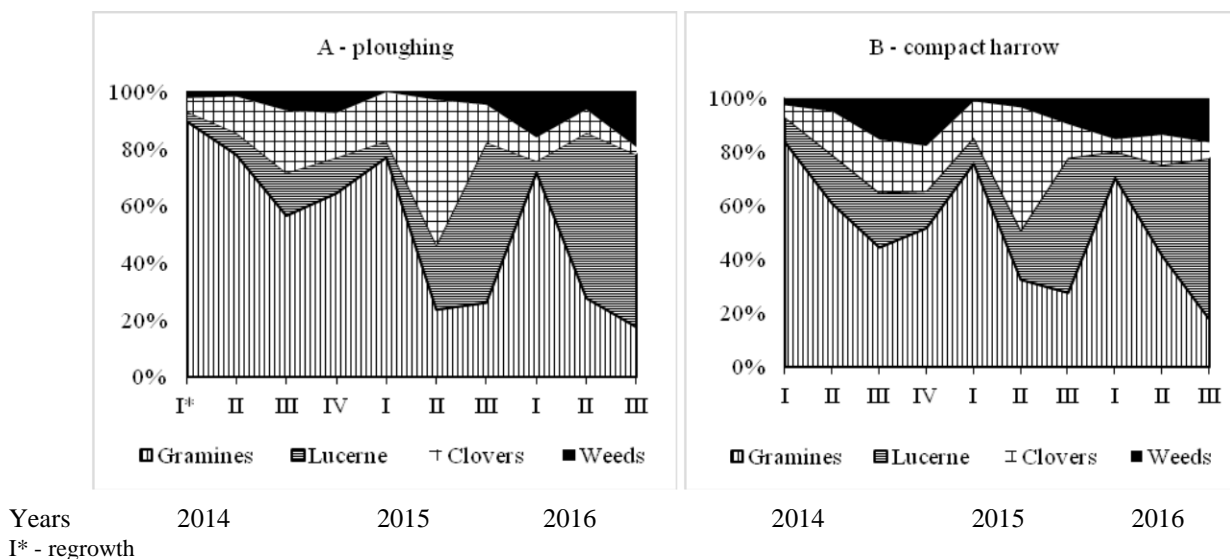 A - ploughing
100%
80%
60%
40%
20%
0%
I* II III IV I II III I II III
Gramines Lucerne Clovers Weeds
B - compact harrow
100%
80%
60%
40%
20%
0%
I II III IV I II III I II III
Gramines Lucerne Clovers Weeds
Years 2014 2015 2016 2014 2015 2016
I* - regrowth